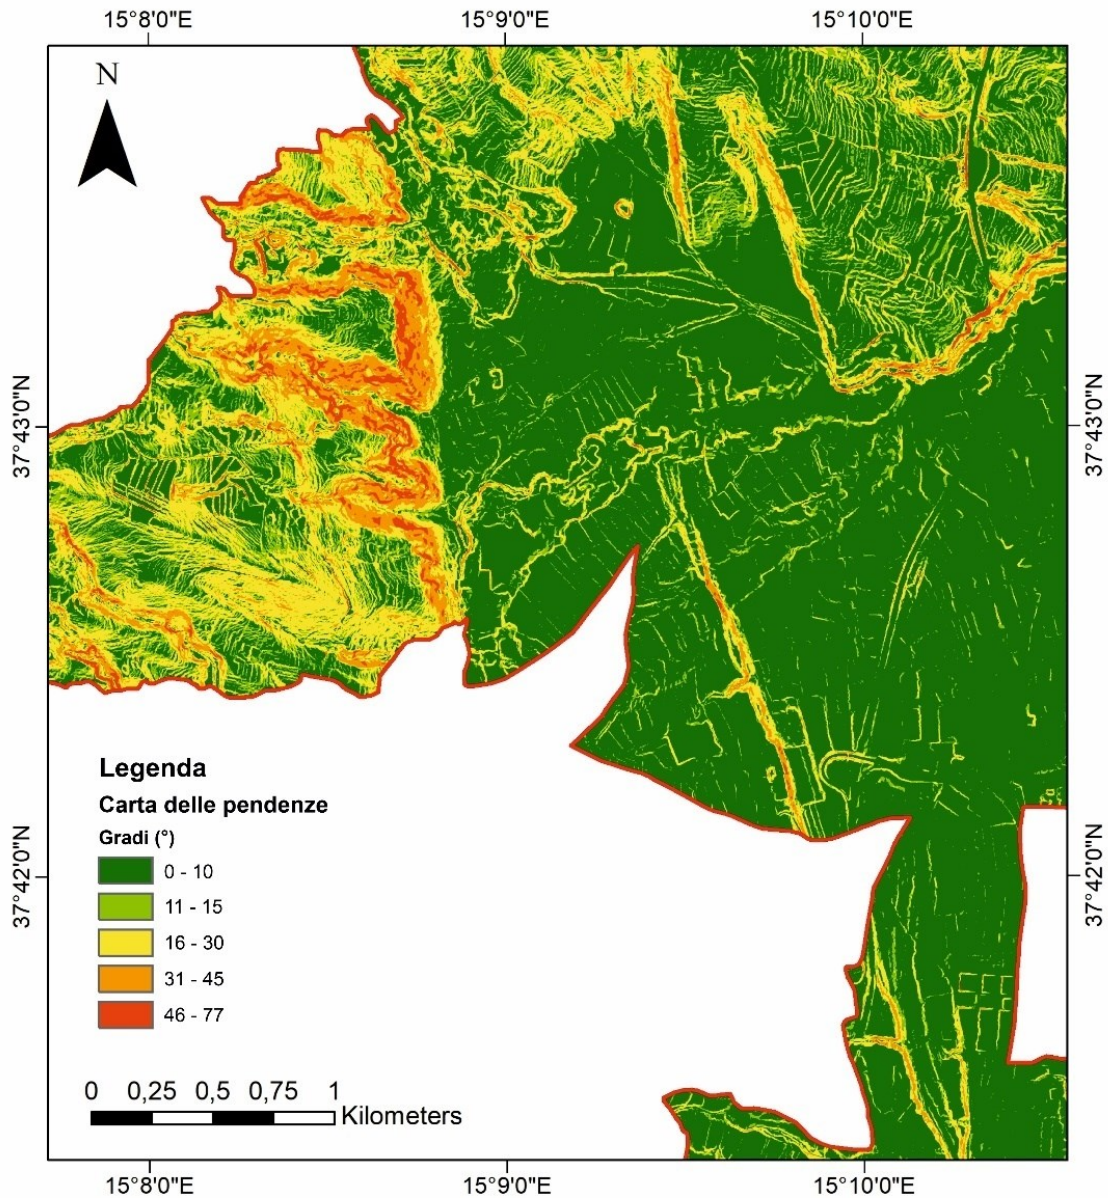 15°8'0"E 15°9'0"E 15°10'0"E
N
37°43'0"N 37°43'0"N
Legenda
Carta delle pendenze
Gradi (°)
0 - 10
11 - 15
16 - 30
31 - 45
46 - 77
37°42'0"N 37°42'0"N
0 0,25 0,5 0,75 1
Kilometers
15°8'0"E 15°9'0"E 15°10'0"E